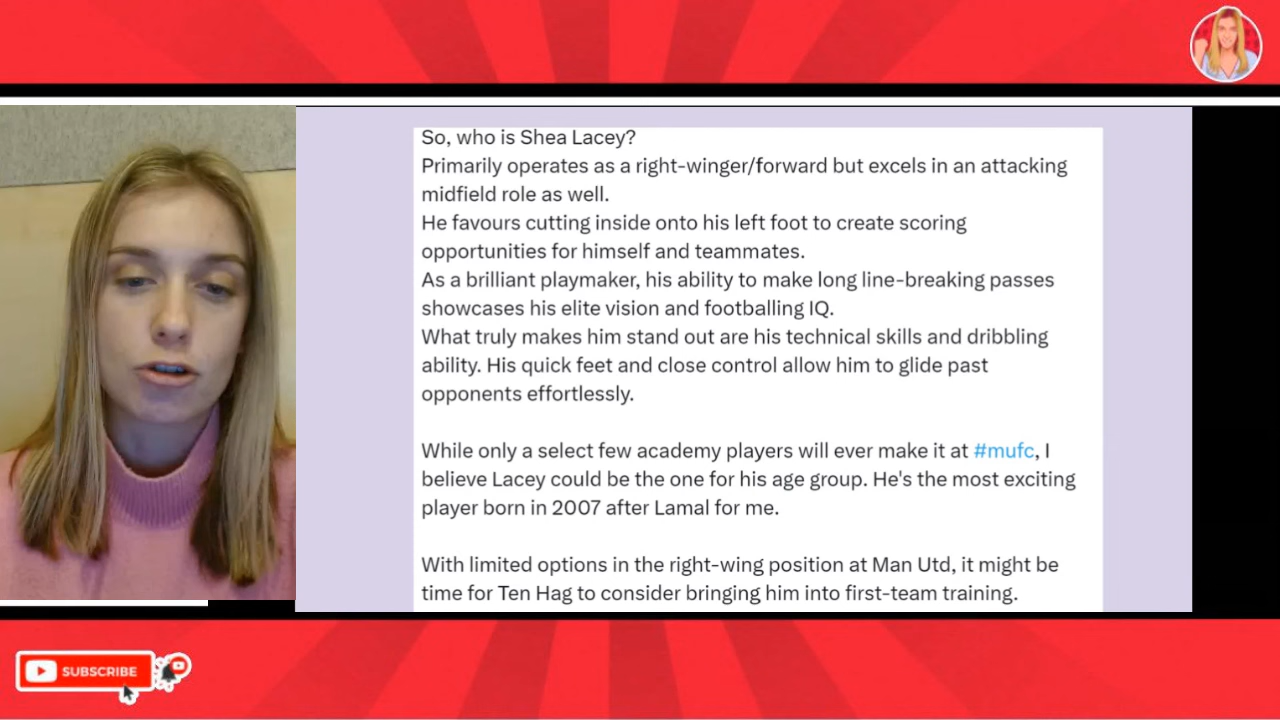 So, who is Shea Lacey?
Primarily operates as a right-winger/forward but excels in an attacking
midfield role as well.
He favours cutting inside onto his left foot to create scoring
opportunities for himself and teammates.
As a brilliant playmaker, his ability to make long line-breaking passes
showcases his elite vision and footballing IQ.
What truly makes him stand out are his technical skills and dribbling
ability. His quick feet and close control allow him to glide past
opponents effortlessly.
While only a select few academy players will ever make it at #mufc, I
believe Lacey could be the one for his age group. He's the most exciting
player born in 2007 after Lamal for me.
With limited options in the right-wing position at Man Utd, it might be
time for Ten Hag to consider bringing him into first-team training.
SUBSCRIBE